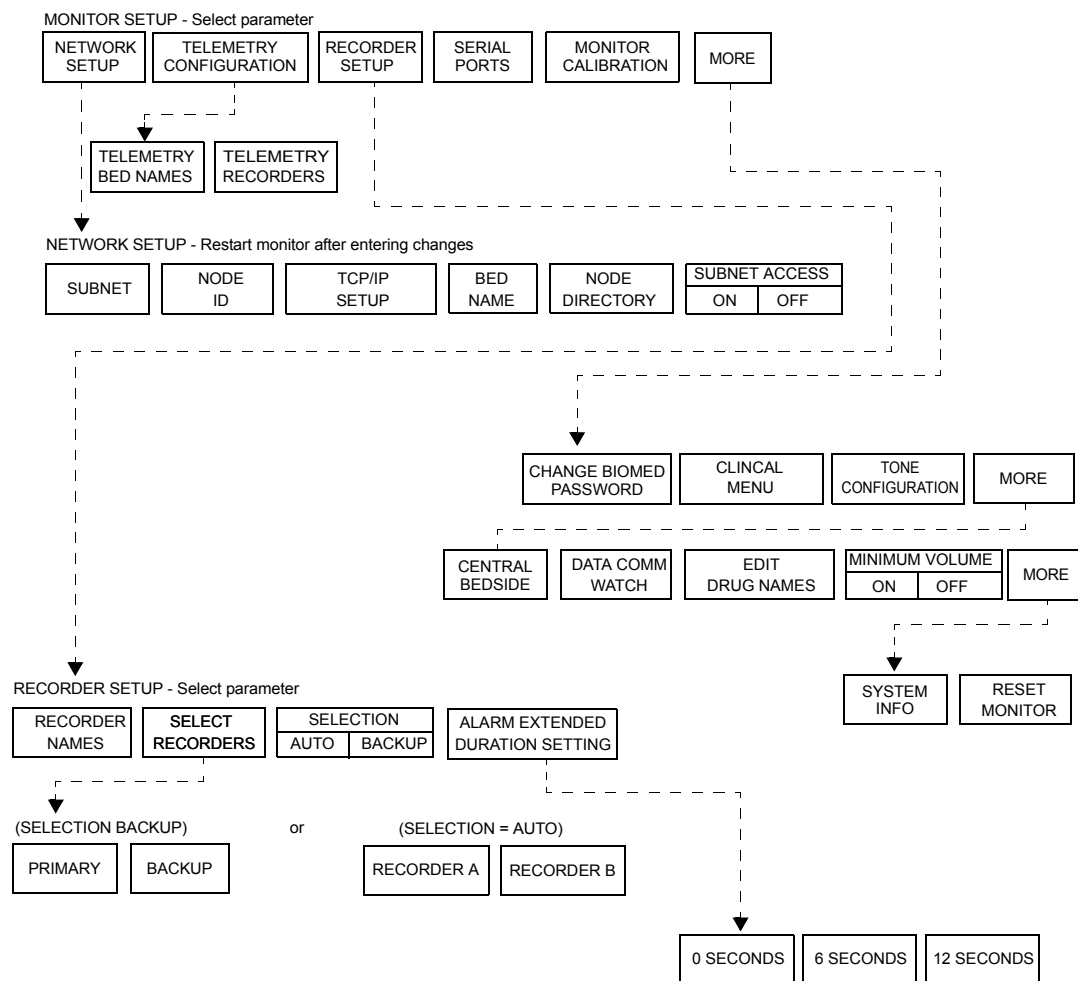 MONITOR SETUP - Select parameter
NETWORK
SETUP
TELEMETRY
CONFIGURATION
RECORDER
SETUP
SERIAL
PORTS
MONITOR
CALIBRATION
MORE
TELEMETRY
BED NAMES
TELEMETRY
RECORDERS
NETWORK SETUP - Restart monitor after entering changes
SUBNET
NODE
ID
TCP/IP
SETUP
BED
NAME
NODE
DIRECTORY
SUBNET ACCESS
ON OFF
CHANGE BIOMED
PASSWORD
CLINCAL
MENU
TONE
CONFIGURATION
MORE
CENTRAL
BEDSIDE
DATA COMM
WATCH
EDIT
DRUG NAMES
MINIMUM VOLUME
ON OFF
MORE
SYSTEM
INFO
RESET
MONITOR
RECORDER SETUP - Select parameter
RECORDER
NAMES
SELECT
RECORDERS
SELECTION
AUTO BACKUP
ALARM EXTENDED
DURATION SETTING
(SELECTION BACKUP)
or
(SELECTION = AUTO)
PRIMARY
BACKUP
RECORDER A
RECORDER B
0 SECONDS
6 SECONDS
12 SECONDS